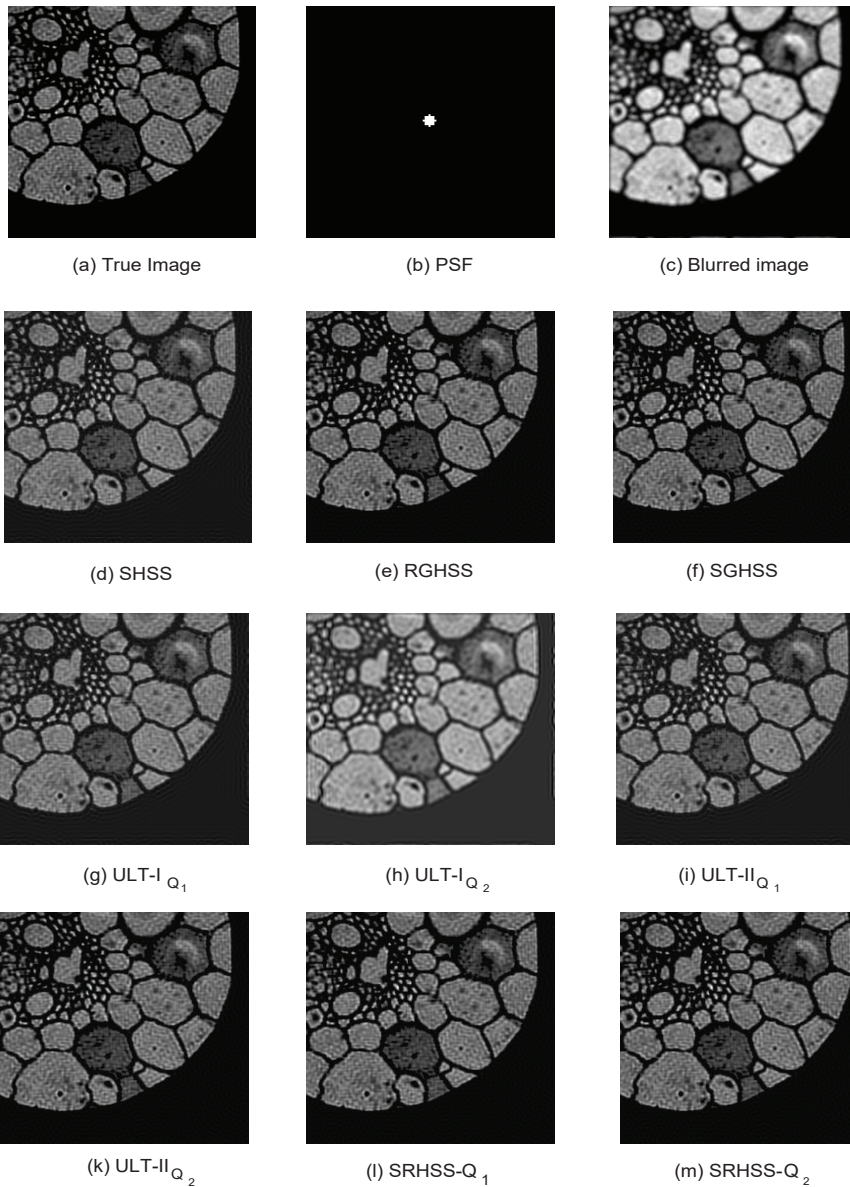 (a) True Image
(b) PSF
(c) Blurred image
(d) SHSS
(e) RGHSS
(f) SGHSS
(g) ULT-I Q1
(h) ULT-I Q2
(i) ULT-II Q1
(k) ULT-II Q2
(l) SRHSS-Q1
(m) SRHSS-Q2